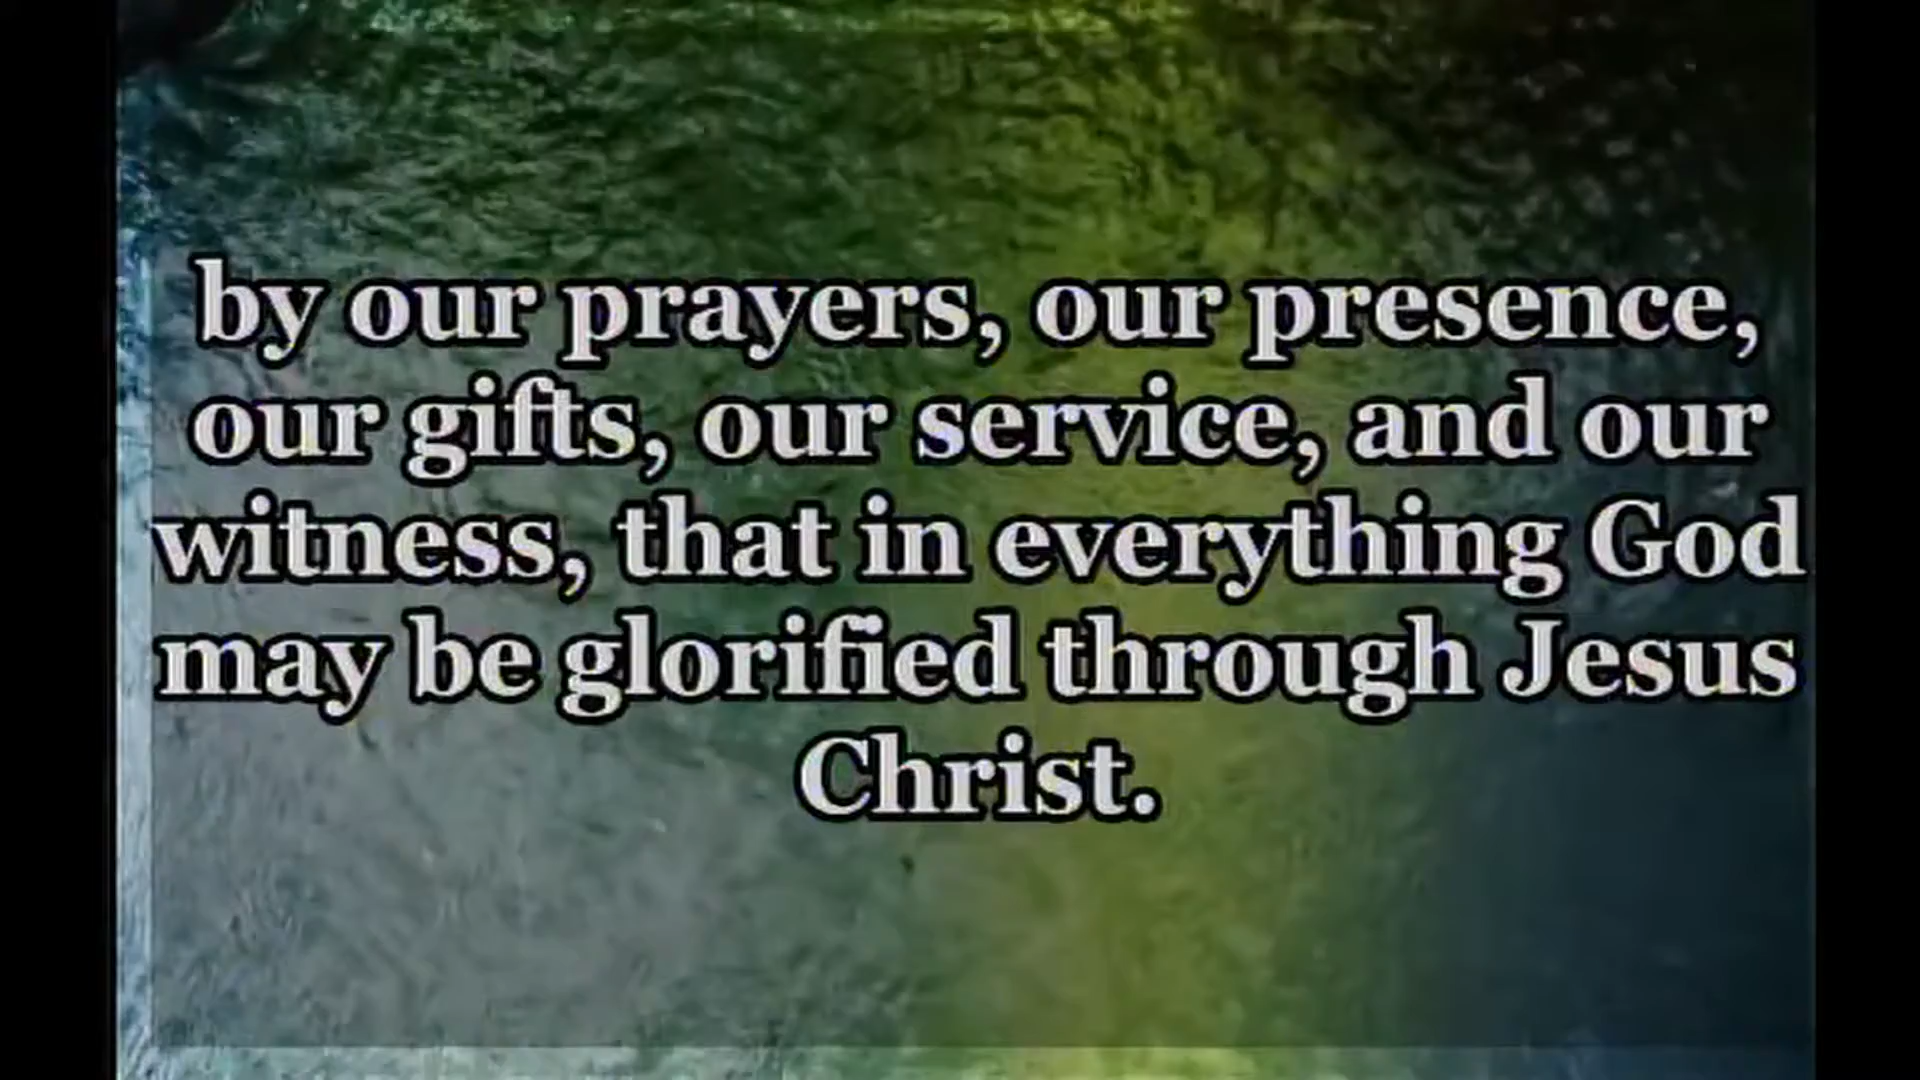 by our prayers, our presence,
our gifts, our service, and our
witness, that in everything God
may be glorified through Jesus
Christ.